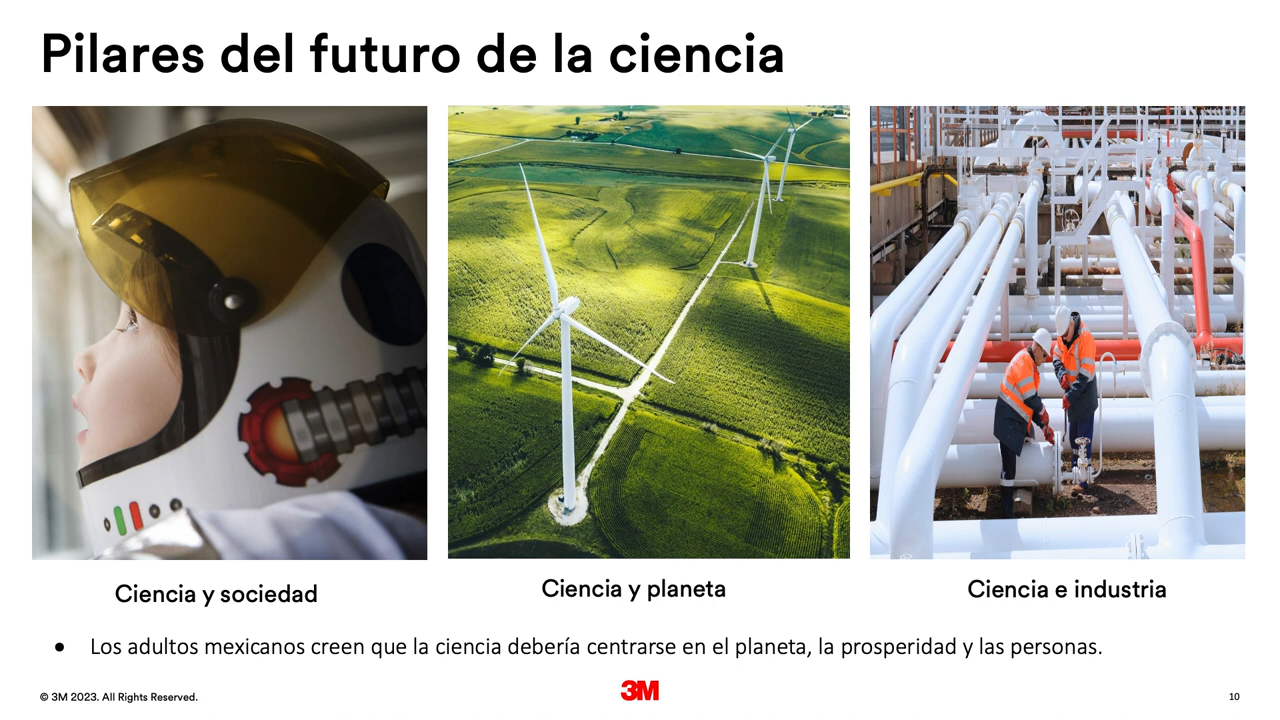 Pilares del futuro de la ciencia
Ciencia y sociedad
Ciencia y planeta
Ciencia e industria
• Los adultos mexicanos creen que la ciencia debería centrarse en el planeta, la prosperidad y las personas.
© 3M 2023. All Rights Reserved.
3M
10